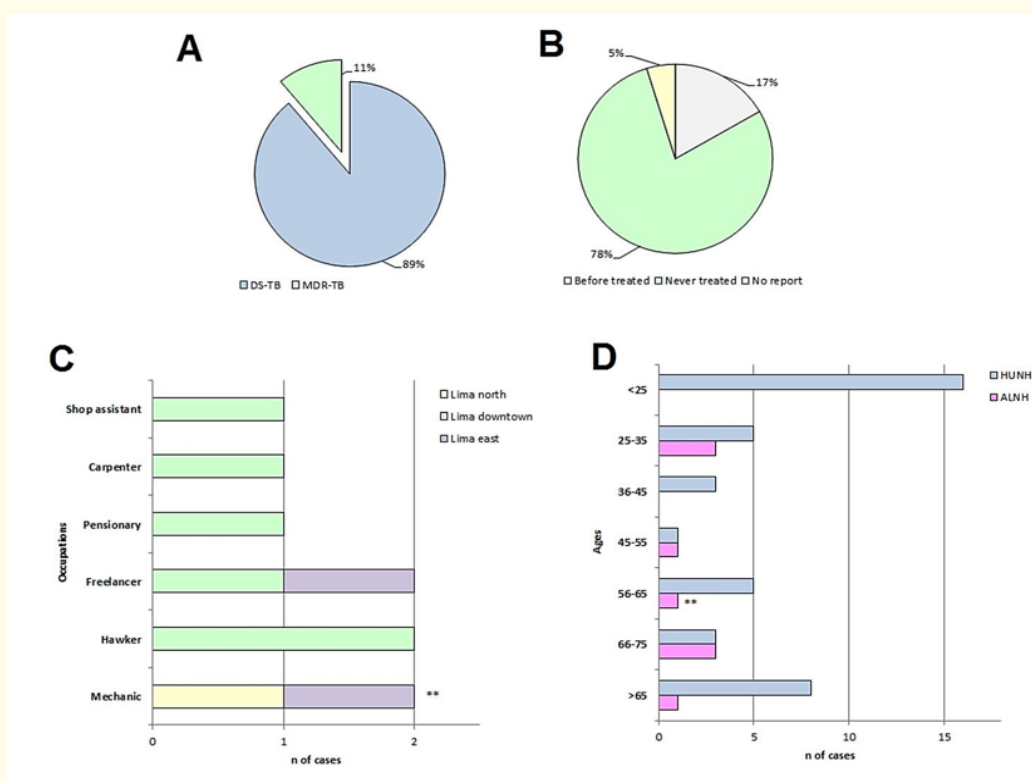 A
11%
89%
DS-TB MDR-TB
B
5%
17%
78%
Before treated Never treated No report
C
Occupations
Shop assistant
Carpenter
Pensionary
Freelancer
Hawker
Mechanic
**
0 1 2
n of cases
Lima north
Lima downtown
Lima east
D
Ages
<25
25-35
36-45
45-55
56-65
**
66-75
>65
0 5 10 15
n of cases
HUNH
ALNH